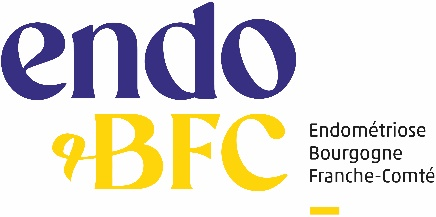 endo
&BFC
Endométriose
Bourgogne
Franche-Comté